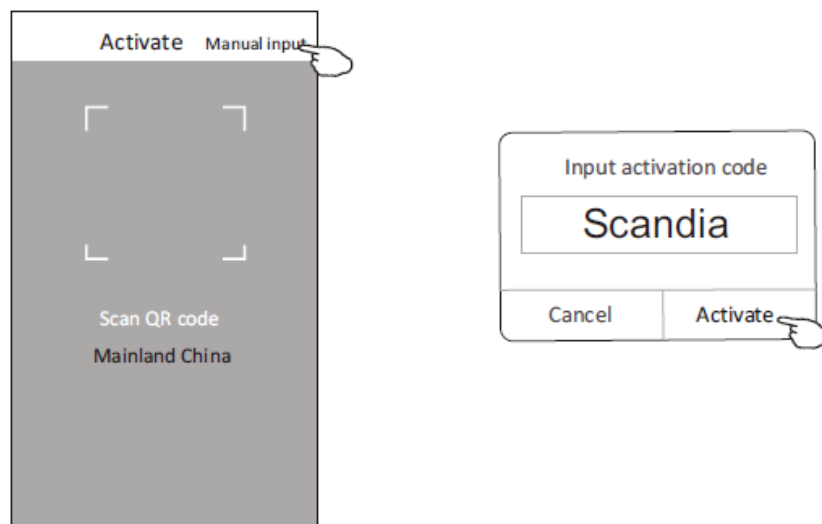 Activate Manual input
Scan QR code
Mainland China
Input activation code
Scandia
Cancel Activate